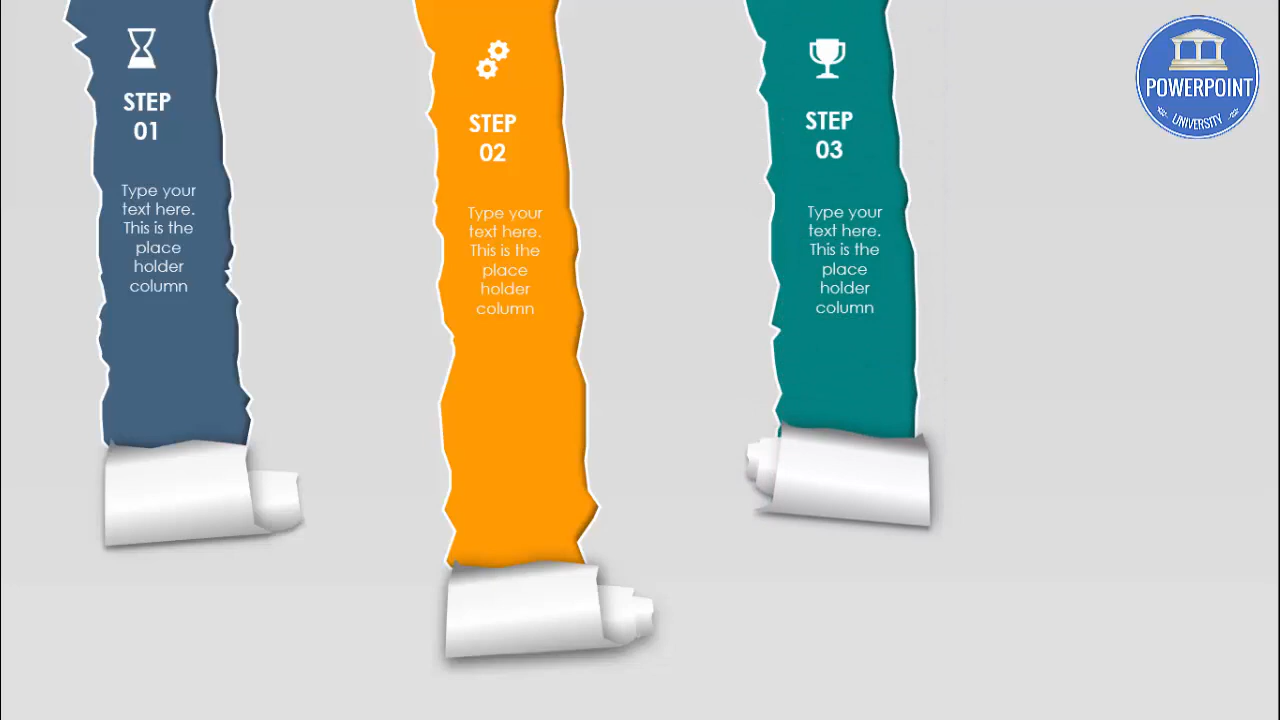 STEP
01
Type your
text here.
This is the
place
holder
column
STEP
02
Type your
text here.
This is the
place
holder
column
STEP
03
Type your
text here.
This is the
place
holder
column
POWERPOINT
UNIVERSITY